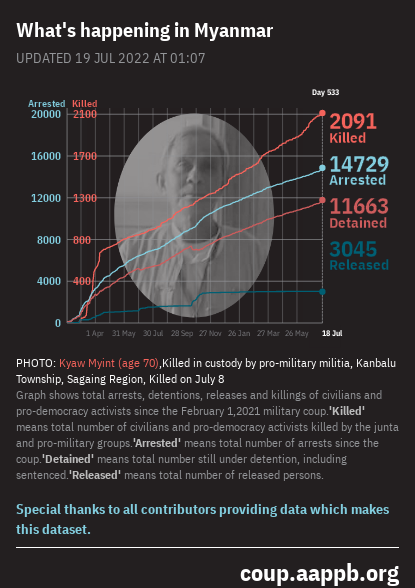 What's happening in Myanmar
UPDATED 19 JUL 2022 AT 01:07
Day 533
Arrested Killed
20000 2100
16000 1700
12000 1300
8000 800
4000 400
0
2091
Killed
14729
Arrested
11663
Detained
3045
Released
1 Apr 31 May 30 Jul 28 Sep 27 Nov 26 Jan 27 Mar 26 May 18 Jul
PHOTO: Kyaw Myint (age 70),Killed in custody by pro-military militia, Kanbalu
Township, Sagaing Region, Killed on July 8
Graph shows total arrests, detentions, releases and killings of civilians and
pro-democracy activists since the February 1,2021 military coup.'Killed'
means total number of civilians and pro-democracy activists killed by the junta
and pro-military groups.'Arrested' means total number of arrests since the
coup.'Detained' means total number still under detention, including
sentenced.'Released' means total number of released persons.
Special thanks to all contributors providing data which makes
this dataset.
coup.aappb.org